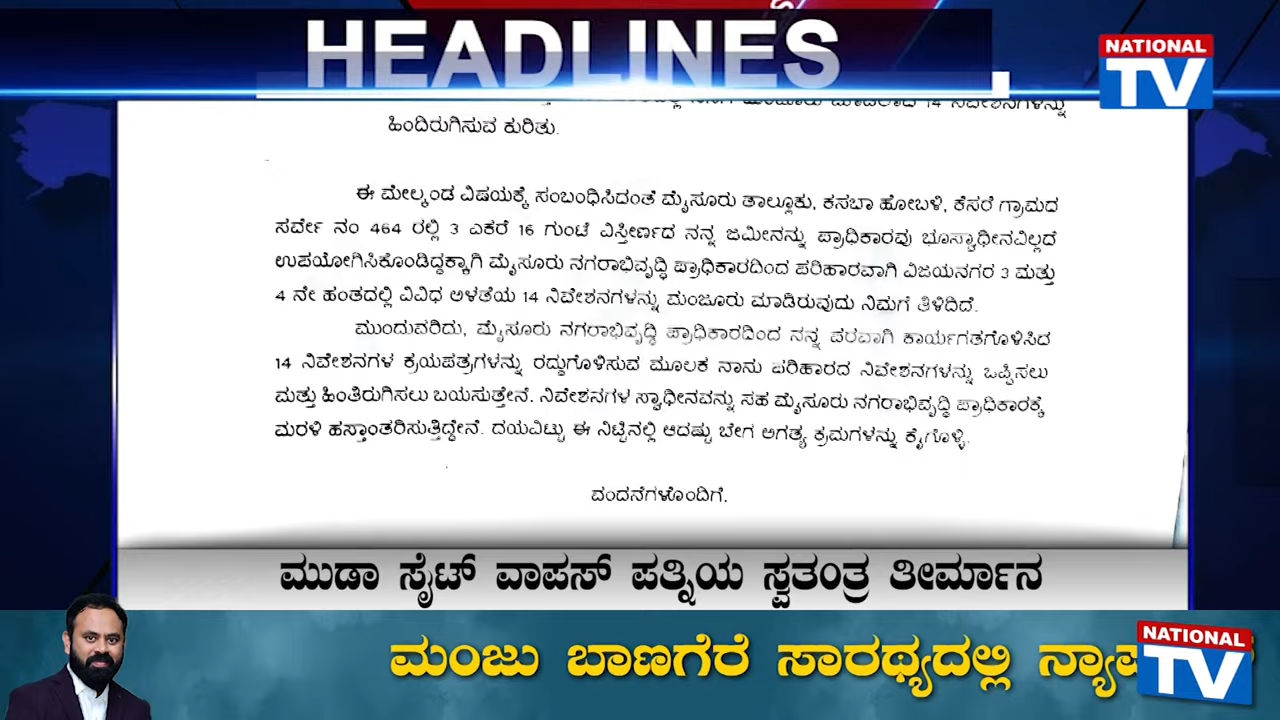 HEADLINES
NATIONAL
TV
14 ನಿವೇಶನಗಳನ್ನು
ಹಿಂದಿರುಗಿಸುವ ಕುರಿತು.
ಈ ಮೇಲ್ಕಂಡ ವಿಷಯಕ್ಕೆ ಸಂಬಂಧಿಸಿದಂತೆ ಮೈಸೂರು ತಾಲ್ಲೂಕು, ಕಸಬಾ ಹೋಬಳಿ, ಕೆಸರೆ ಗ್ರಾಮದ
ಸರ್ವೇ ನಂ 464 ರಲ್ಲಿ 3 ಎಕರೆ 16 ಗುಂಟೆ ವಿಸ್ತೀರ್ಣದ ನನ್ನ ಜಮೀನನ್ನು ಪ್ರಾಧಿಕಾರವು ಭೂಸ್ವಾಧೀನವಿಲ್ಲದೆ
ಉಪಯೋಗಿಸಿಕೊಂಡಿದ್ದಕ್ಕಾಗಿ ಮೈಸೂರು ನಗರಾಭಿವೃದ್ಧಿ ಪ್ರಾಧಿಕಾರದಿಂದ ಪರಿಹಾರವಾಗಿ ವಿಜಯನಗರ 3 ಮತ್ತು
4 ನೇ ಹಂತದಲ್ಲಿ ವಿವಿಧ ಅಳತೆಯ 14 ನಿವೇಶನಗಳನ್ನು ಮಂಜೂರು ಮಾಡಿರುವುದು ನಿಮಗೆ ತಿಳಿದಿದೆ.
ಮುಂದುವರಿದು, ಮೈಸೂರು ನಗರಾಭಿವೃದ್ಧಿ ಪ್ರಾಧಿಕಾರದಿಂದ ನನ್ನ ಪರವಾಗಿ ಕಾರ್ಯಗತಗೊಳಿಸಿದ
14 ನಿವೇಶನಗಳ ಕ್ರಯಪತ್ರಗಳನ್ನು ರದ್ದುಗೊಳಿಸುವ ಮೂಲಕ ನಾನು ಪರಿಹಾರದ ನಿವೇಶನಗಳನ್ನು ಒಪ್ಪಿಸಲು
ಮತ್ತು ಹಿಂತಿರುಗಿಸಲು ಬಯಸುತ್ತೇನೆ. ನಿವೇಶನಗಳ ಸ್ವಾಧೀನವನ್ನು ಸಹ ಮೈಸೂರು ನಗರಾಭಿವೃದ್ಧಿ ಪ್ರಾಧಿಕಾರಕ್ಕೆ
ಮರಳಿ ಹಸ್ತಾಂತರಿಸುತ್ತಿದ್ದೇನೆ. ದಯವಿಟ್ಟು ಈ ನಿಟ್ಟಿನಲ್ಲಿ ಆದಷ್ಟು ಬೇಗ ಅಗತ್ಯ ಕ್ರಮಗಳನ್ನು ಕೈಗೊಳ್ಳಿ.
ವಂದನೆಗಳೊಂದಿಗೆ.
ಮುಡಾ ಸೈಟ್ ವಾಪಸ್ ಪತ್ನಿಯ ಸ್ವತಂತ್ರ ತೀರ್ಮಾನ
ಮಂಜು ಬಾಣಗೆರೆ ಸಾರಥ್ಯದಲ್ಲಿ
NATIONAL
TV